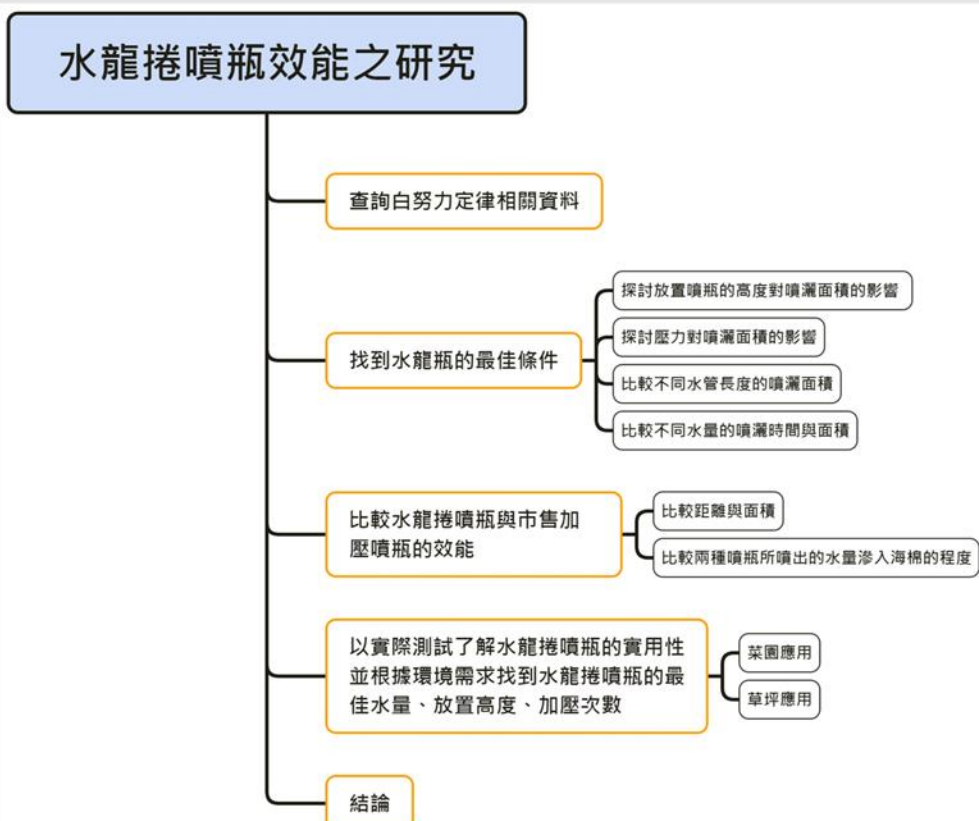 水龍捲噴瓶效能之研究
查詢白努力定律相關資料
找到水龍瓶的最佳條件
探討放置噴瓶的高度對噴灑面積的影響
探討壓力對噴灑面積的影響
比較不同水管長度的噴灑面積
比較不同水量的噴灑時間與面積
比較水龍捲噴瓶與市售加
壓噴瓶的效能
比較距離與面積
比較兩種噴瓶所噴出的水量滲入海棉的程度
以實際測試了解水龍捲噴瓶的實用性
並根據環境需求找到水龍捲噴瓶的最
佳水量、放置高度、加壓次數
菜園應用
草坪應用
結論